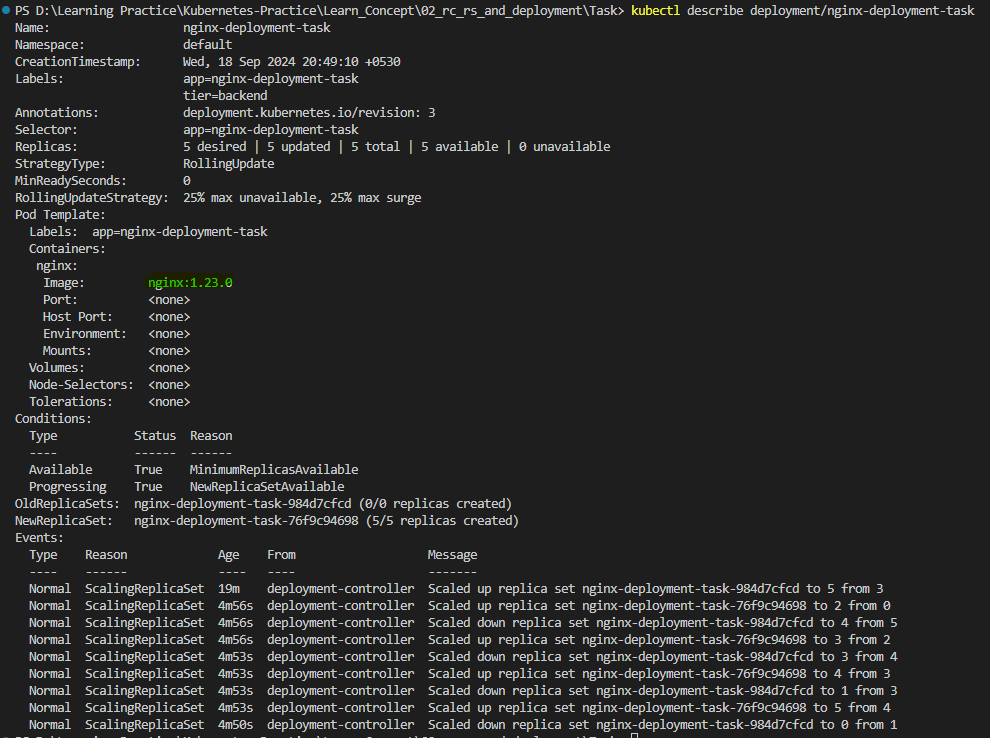 PS D:\Learning Practice\Kubernetes-Practice\Learn_Concept\02_rc_rs_and_deployment\Task> kubectl describe deployment/nginx-deployment-task
Name:                   nginx-deployment-task
Namespace:              default
CreationTimestamp:      Wed, 18 Sep 2024 20:49:10 +0530
Labels:                 app=nginx-deployment-task
                        tier=backend
Annotations:            deployment.kubernetes.io/revision: 3
Selector:               app=nginx-deployment-task
Replicas:               5 desired | 5 updated | 5 total | 5 available | 0 unavailable
StrategyType:           RollingUpdate
MinReadySeconds:        0
RollingUpdateStrategy:  25% max unavailable, 25% max surge
Pod Template:
  Labels:  app=nginx-deployment-task
  Containers:
   nginx:
    Image:         nginx:1.23.0
    Port:          <none>
    Host Port:     <none>
    Environment:   <none>
    Mounts:        <none>
  Volumes:         <none>
  Node-Selectors:  <none>
  Tolerations:     <none>
Conditions:
  Type           Status  Reason
  ----           ------  ------
  Available      True    MinimumReplicasAvailable
  Progressing    True    NewReplicaSetAvailable
OldReplicaSets:  nginx-deployment-task-984d7cfcd (0/0 replicas created)
NewReplicaSet:   nginx-deployment-task-76f9c94698 (5/5 replicas created)
Events:
  Type    Reason             Age    From                   Message
  ----    ------             ----   ----                   -------
  Normal  ScalingReplicaSet  19m    deployment-controller  Scaled up replica set nginx-deployment-task-984d7cfcd to 5 from 3
  Normal  ScalingReplicaSet  4m56s  deployment-controller  Scaled up replica set nginx-deployment-task-76f9c94698 to 2 from 0
  Normal  ScalingReplicaSet  4m56s  deployment-controller  Scaled down replica set nginx-deployment-task-984d7cfcd to 4 from 5
  Normal  ScalingReplicaSet  4m56s  deployment-controller  Scaled up replica set nginx-deployment-task-76f9c94698 to 3 from 2
  Normal  ScalingReplicaSet  4m53s  deployment-controller  Scaled down replica set nginx-deployment-task-984d7cfcd to 3 from 4
  Normal  ScalingReplicaSet  4m53s  deployment-controller  Scaled up replica set nginx-deployment-task-76f9c94698 to 4 from 3
  Normal  ScalingReplicaSet  4m53s  deployment-controller  Scaled down replica set nginx-deployment-task-984d7cfcd to 1 from 3
  Normal  ScalingReplicaSet  4m53s  deployment-controller  Scaled up replica set nginx-deployment-task-76f9c94698 to 5 from 4
  Normal  ScalingReplicaSet  4m50s  deployment-controller  Scaled down replica set nginx-deployment-task-984d7cfcd to 0 from 1